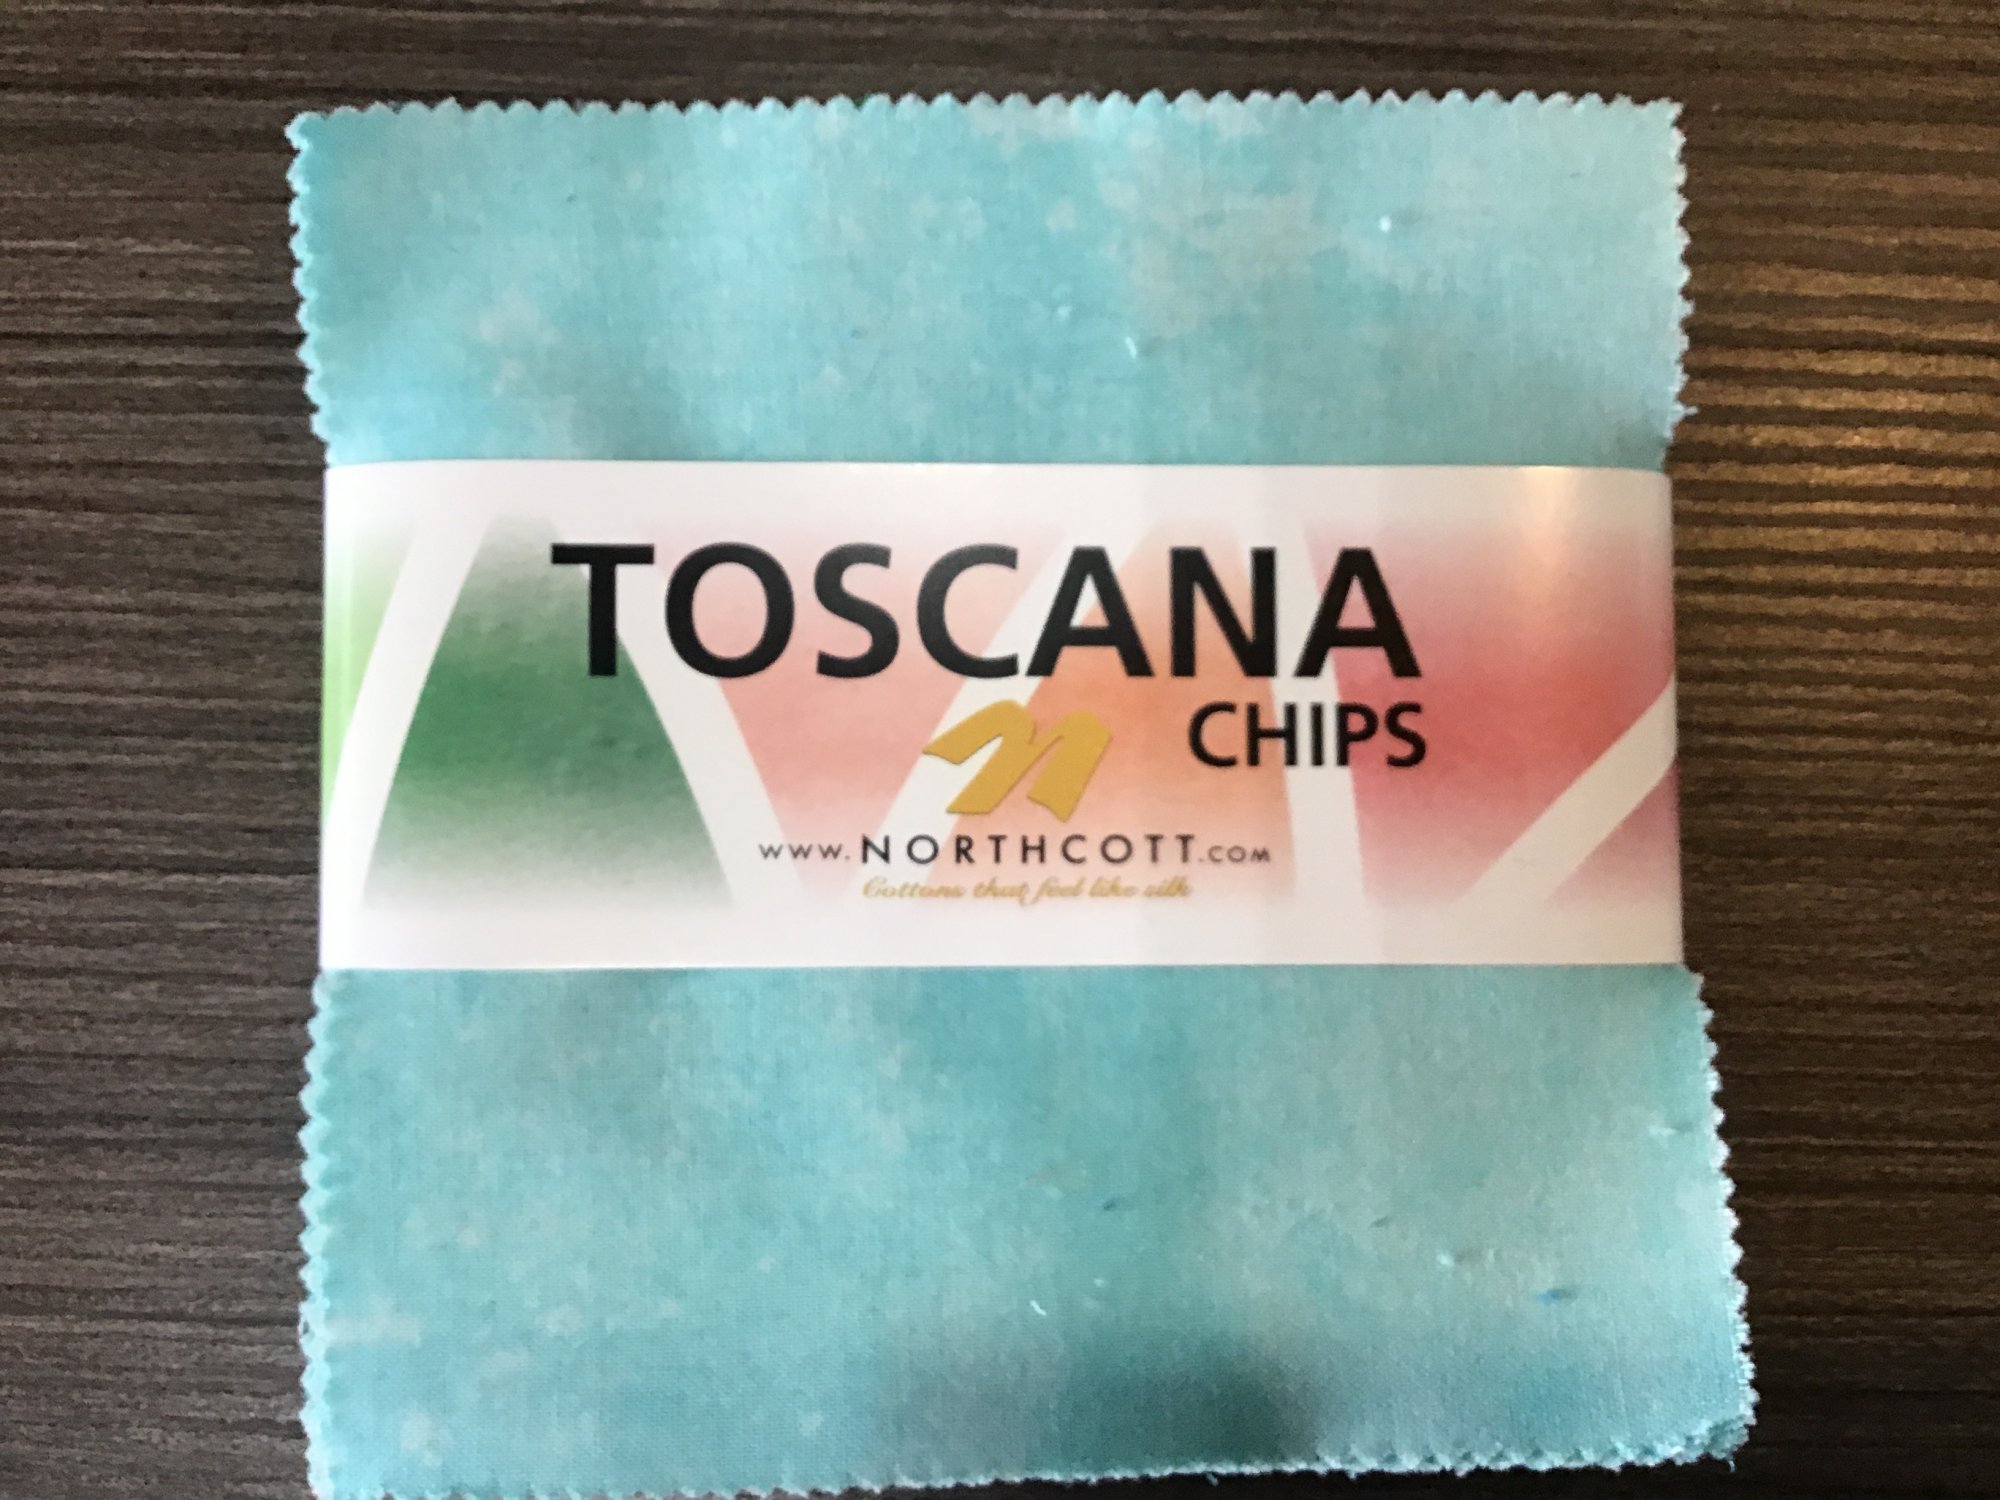 TOSCANA
CHIPS
n
www.NORTHCOTT.com
Cottons that feel like silk